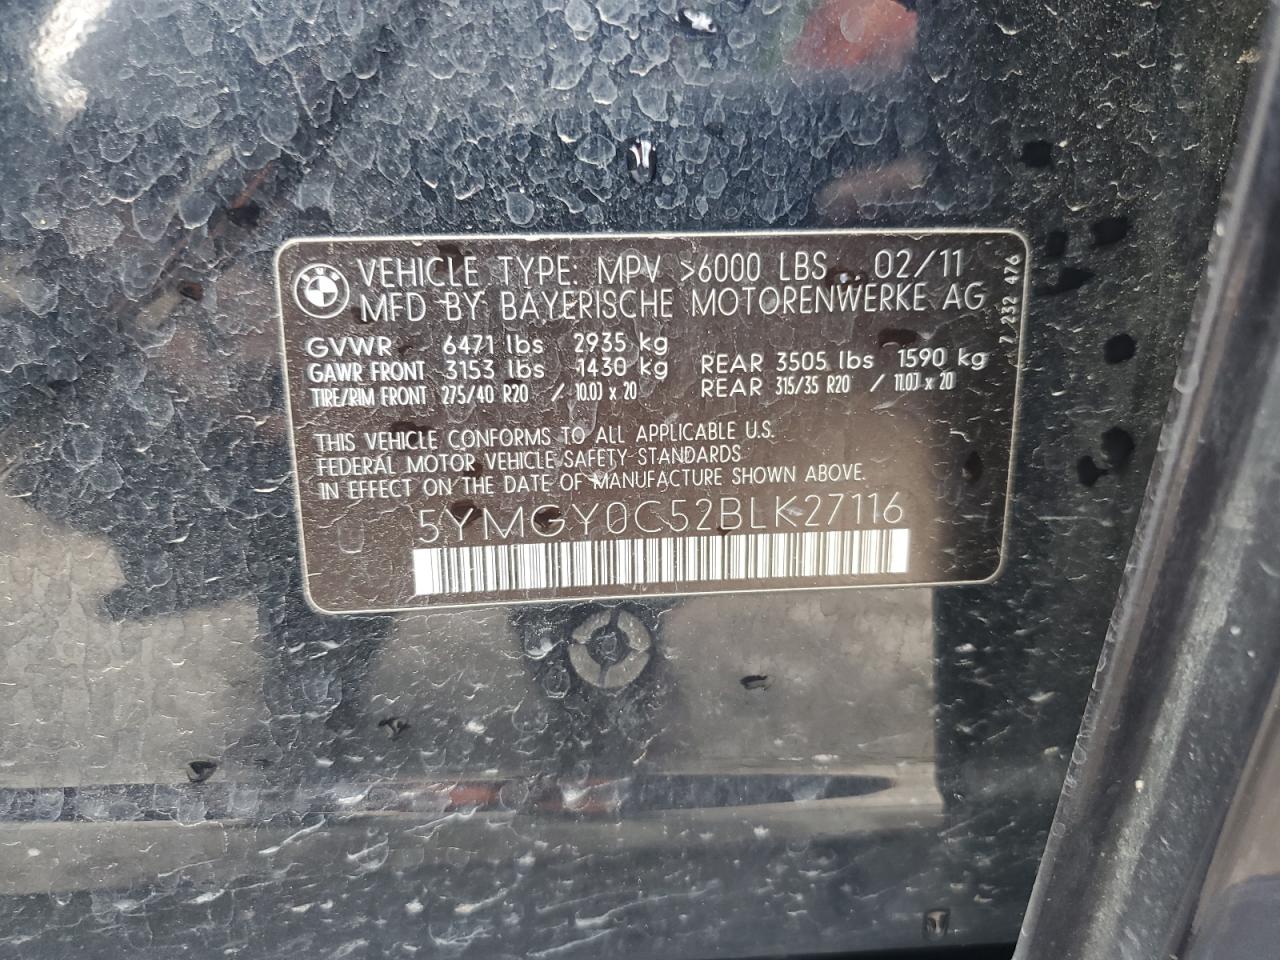 VEHICLE TYPE: MPV >6000 LBS 02/11
MFD BY BAYERISCHE MOTORENWERKE AG
GVWR 6471 lbs 2935 kg
GAWR FRONT 3153 lbs 1430 kg REAR 3505 lbs 1590 kg
TIRE/RIM FRONT 275/40 R20 / 10.0J x 20 REAR 315/35 R20 / 11.0J x 20
THIS VEHICLE CONFORMS TO ALL APPLICABLE U.S.
FEDERAL MOTOR VEHICLE SAFETY STANDARDS
IN EFFECT ON THE DATE OF MANUFACTURE SHOWN ABOVE.
5YMGY0C52BLK27116
7 232 476